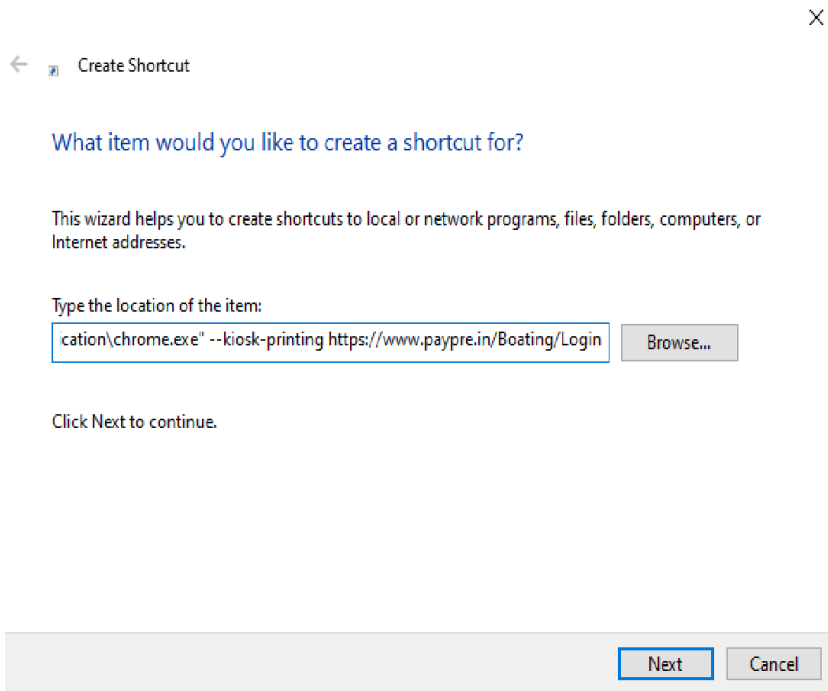 Create Shortcut
What item would you like to create a shortcut for?
This wizard helps you to create shortcuts to local or network programs, files, folders, computers, or
Internet addresses.
Type the location of the item:
ication\chrome.exe" --kiosk-printing https://www.paypre.in/Boating/Login
Browse...
Click Next to continue.
Next
Cancel